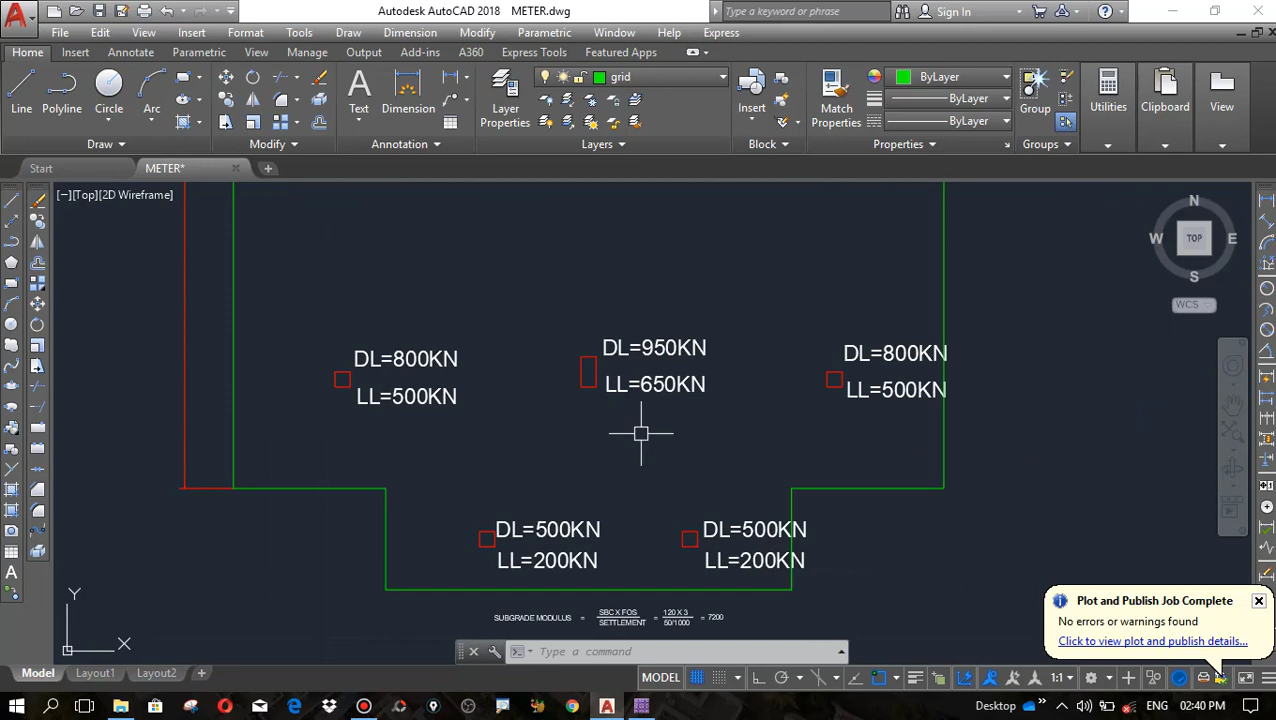 Autodesk AutoCAD 2018 METER.dwg
Type a keyword or phrase
Sign In
File Edit View Insert Format Tools Draw Dimension Modify Parametric Window Help Express
Home Insert Annotate Parametric View Manage Output Add-ins A360 Express Tools Featured Apps
grid
ByLayer
Line Polyline Circle Arc
Text Dimension
Layer Properties
Insert
Match Properties
ByLayer
ByLayer
Group
Utilities
Clipboard
View
Draw Modify Annotation Layers Block Properties Groups
Start METER*
[−][Top][2D Wireframe]
N
W TOP E
S
WCS
DL=800KN
LL=500KN
DL=950KN
LL=650KN
DL=800KN
LL=500KN
DL=500KN
LL=200KN
DL=500KN
LL=200KN
SUBGRADE MODULUS = SBC X FOS = 120 X 3 = 7200
SETTLEMENT 50/1000
Y
X
Plot and Publish Job Complete
No errors or warnings found
Click to view plot and publish details...
Type a command
Model Layout1 Layout2
MODEL
1:1
Desktop
ENG 02:40 PM